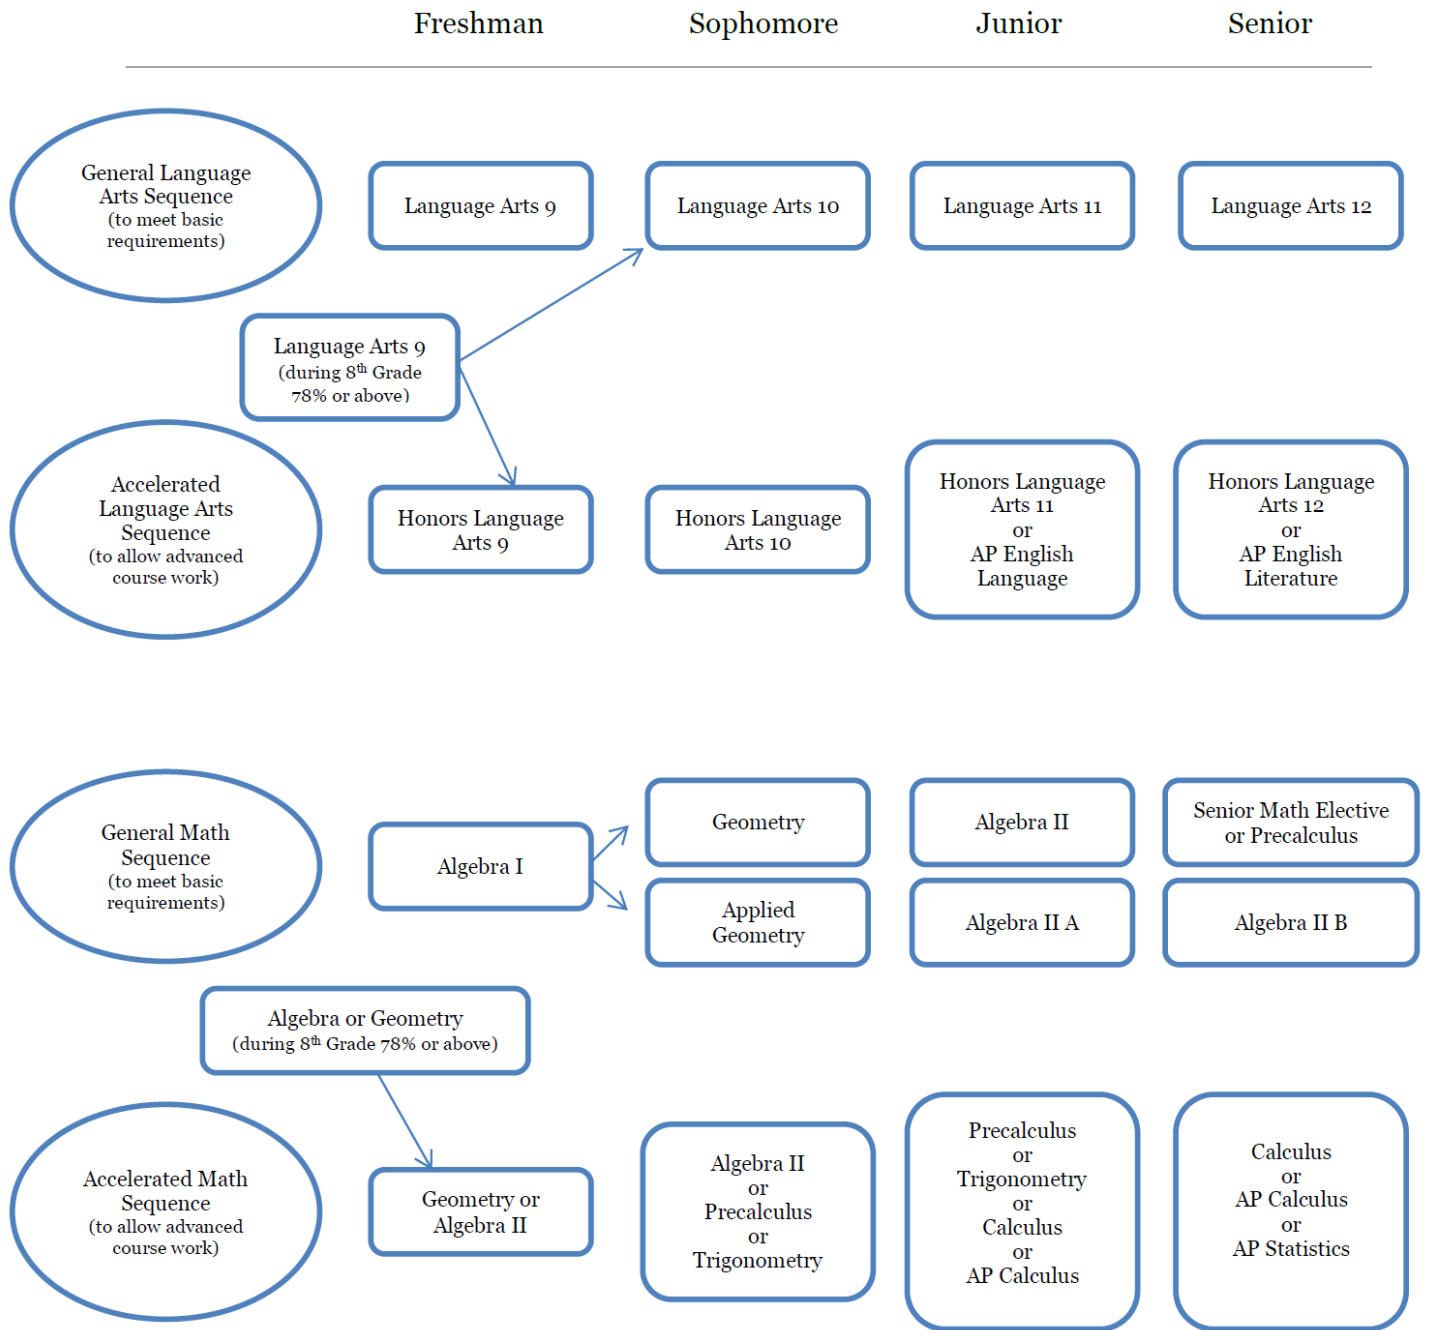 Freshman Sophomore Junior Senior
General Language
Arts Sequence
(to meet basic
requirements)
Language Arts 9
Language Arts 10
Language Arts 11
Language Arts 12
Language Arts 9
(during 8th Grade
78% or above)
Accelerated
Language Arts
Sequence
(to allow advanced
course work)
Honors Language
Arts 9
Honors Language
Arts 10
Honors Language
Arts 11
or
AP English
Language
Honors Language
Arts 12
or
AP English
Literature
General Math
Sequence
(to meet basic
requirements)
Algebra I
Geometry
Algebra II
Senior Math Elective
or Precalculus
Applied
Geometry
Algebra II A
Algebra II B
Algebra or Geometry
(during 8th Grade 78% or above)
Accelerated Math
Sequence
(to allow advanced
course work)
Geometry or
Algebra II
Algebra II
or
Precalculus
or
Trigonometry
Precalculus
or
Trigonometry
or
Calculus
or
AP Calculus
Calculus
or
AP Calculus
or
AP Statistics